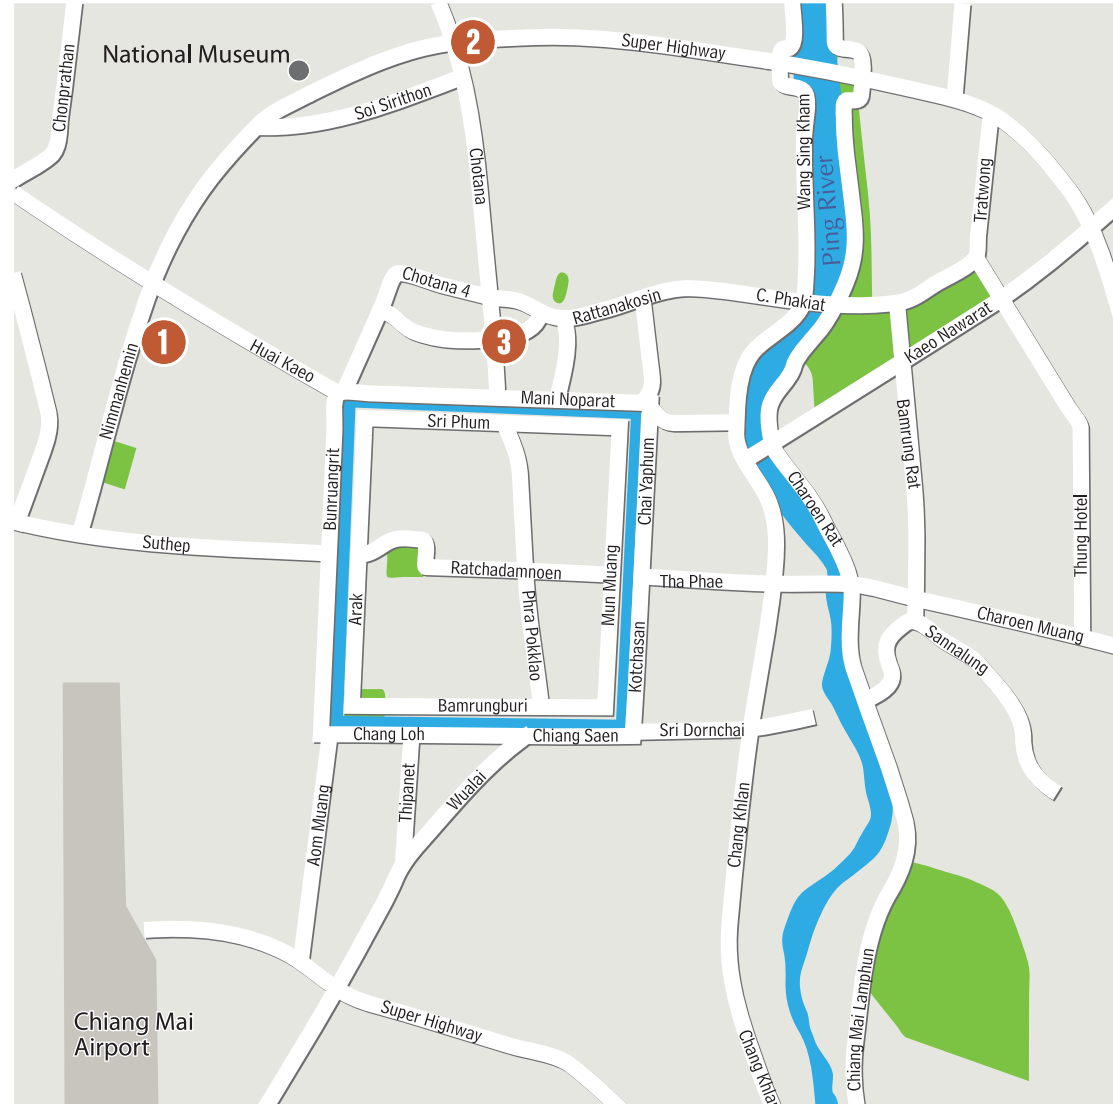 2
Super Highway
National Museum
Chonprathan
Soi Sirithon
Wang Sing Kham
Chotana
Ping River
Tratwong
Chotana 4
Rattanakosin
C. Phakiat
1
3
Huai Kaeo
Kaeo Nawarat
Nimmanhemin
Mani Noparat
Sri Phum
Bamrung Rat
Bunruangrit
Chai Yaphum
Charoen Rat
Thung Hotel
Suthep
Ratchadamnoen
Tha Phae
Mun Muang
Arak
Phra Pokklao
Charoen Muang
Sannalung
Kotchasan
Bamrungburi
Chang Loh
Chiang Saen
Sri Dornchai
Thipanet
Wualai
Aom Muang
Chang Khlan
Chiang Mai Lamphun
Chiang Mai
Airport
Super Highway
Chang Khlan